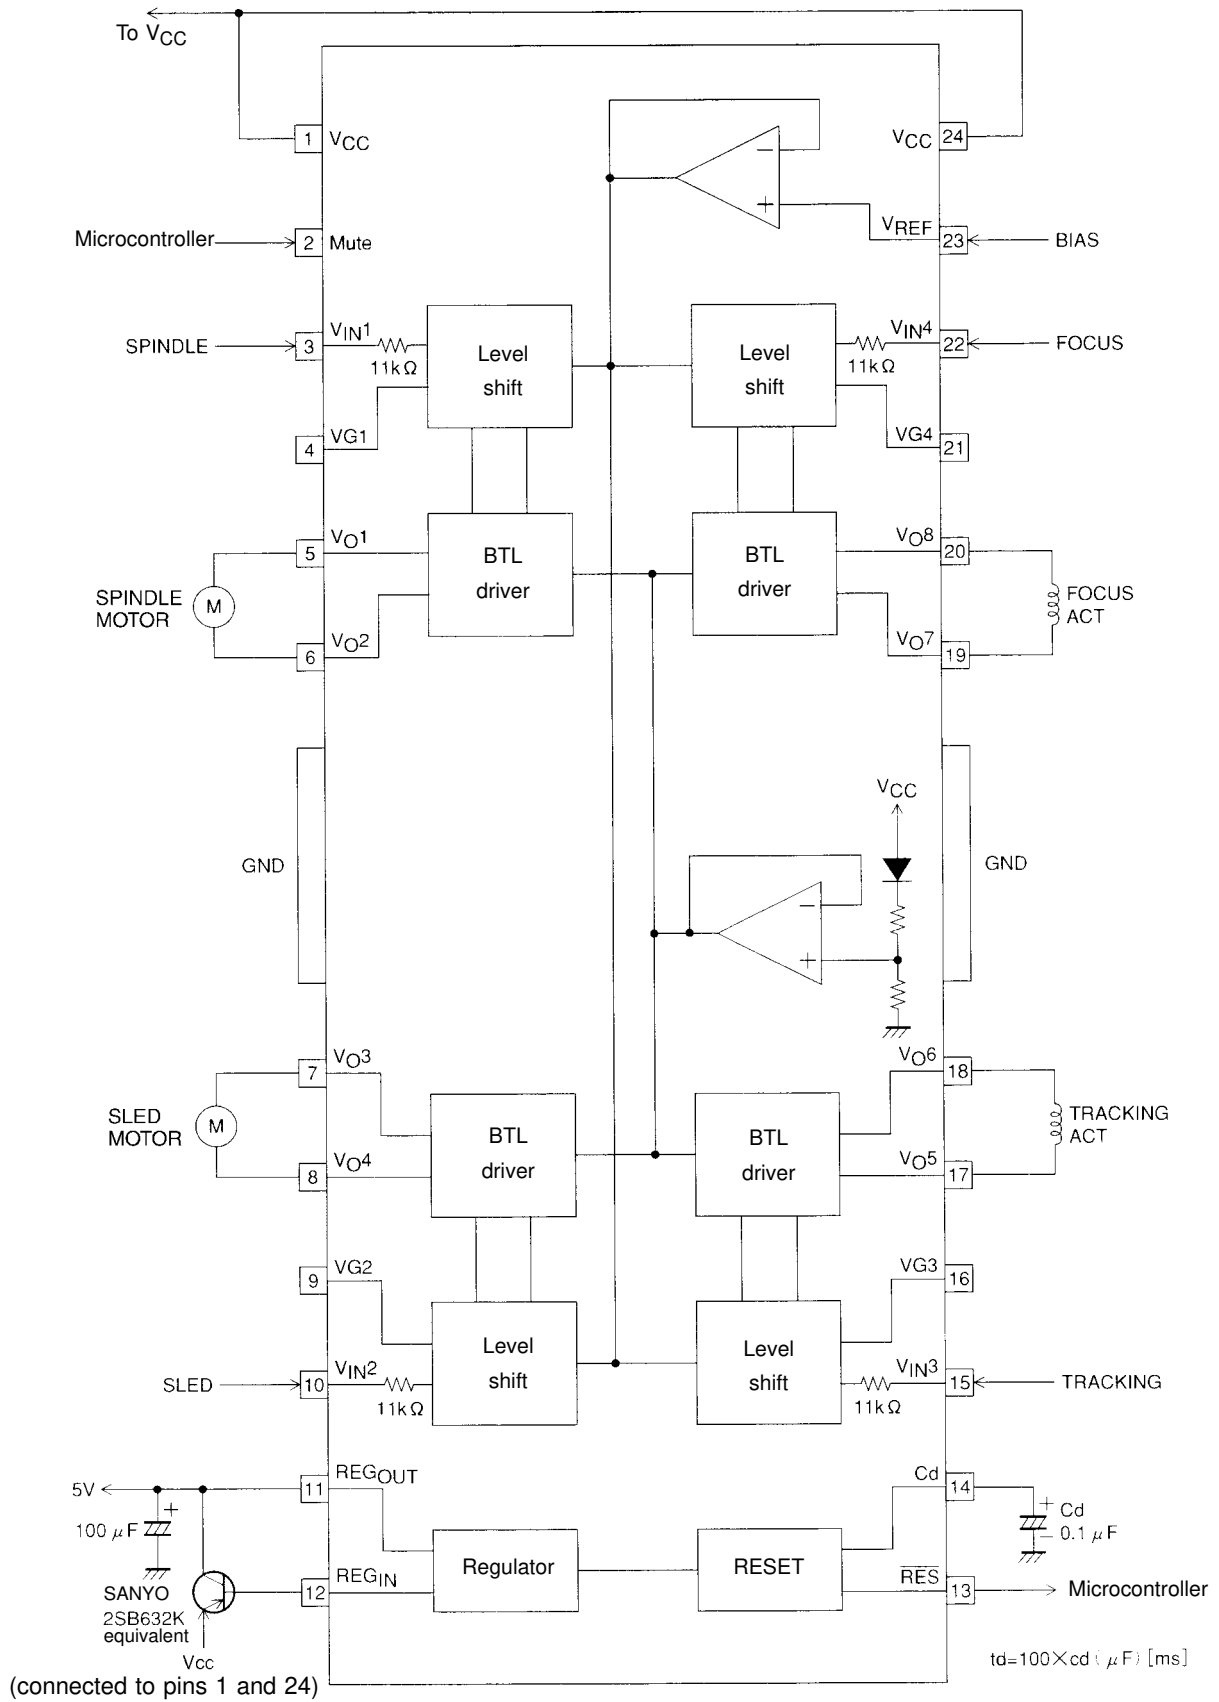 To VCC
1 VCC
VCC 24
−
+
Microcontroller 2 Mute
VREF 23 BIAS
SPINDLE 3 VIN1
11kΩ
Level
shift
Level
shift
VIN4 22 FOCUS
11kΩ
4 VG1
VG4 21
5 VO1
BTL
driver
BTL
driver
VO8 20
SPINDLE
MOTOR
M
FOCUS
ACT
6 VO2
VO7 19
GND
VCC
GND
−
+
7 VO3
VO6 18
SLED
MOTOR
M
BTL
driver
BTL
driver
TRACKING
ACT
8 VO4
VO5 17
9 VG2
VG3 16
Level
shift
Level
shift
SLED 10 VIN2
11kΩ
VIN3 15 TRACKING
11kΩ
5V 11 REGOUT
Cd 14
+
100 μF
+ Cd
− 0.1 μF
Regulator
RESET
12 REGIN
RES 13 Microcontroller
SANYO
2SB632K
equivalent
Vcc
(connected to pins 1 and 24)
td=100×cd (μF) [ms]